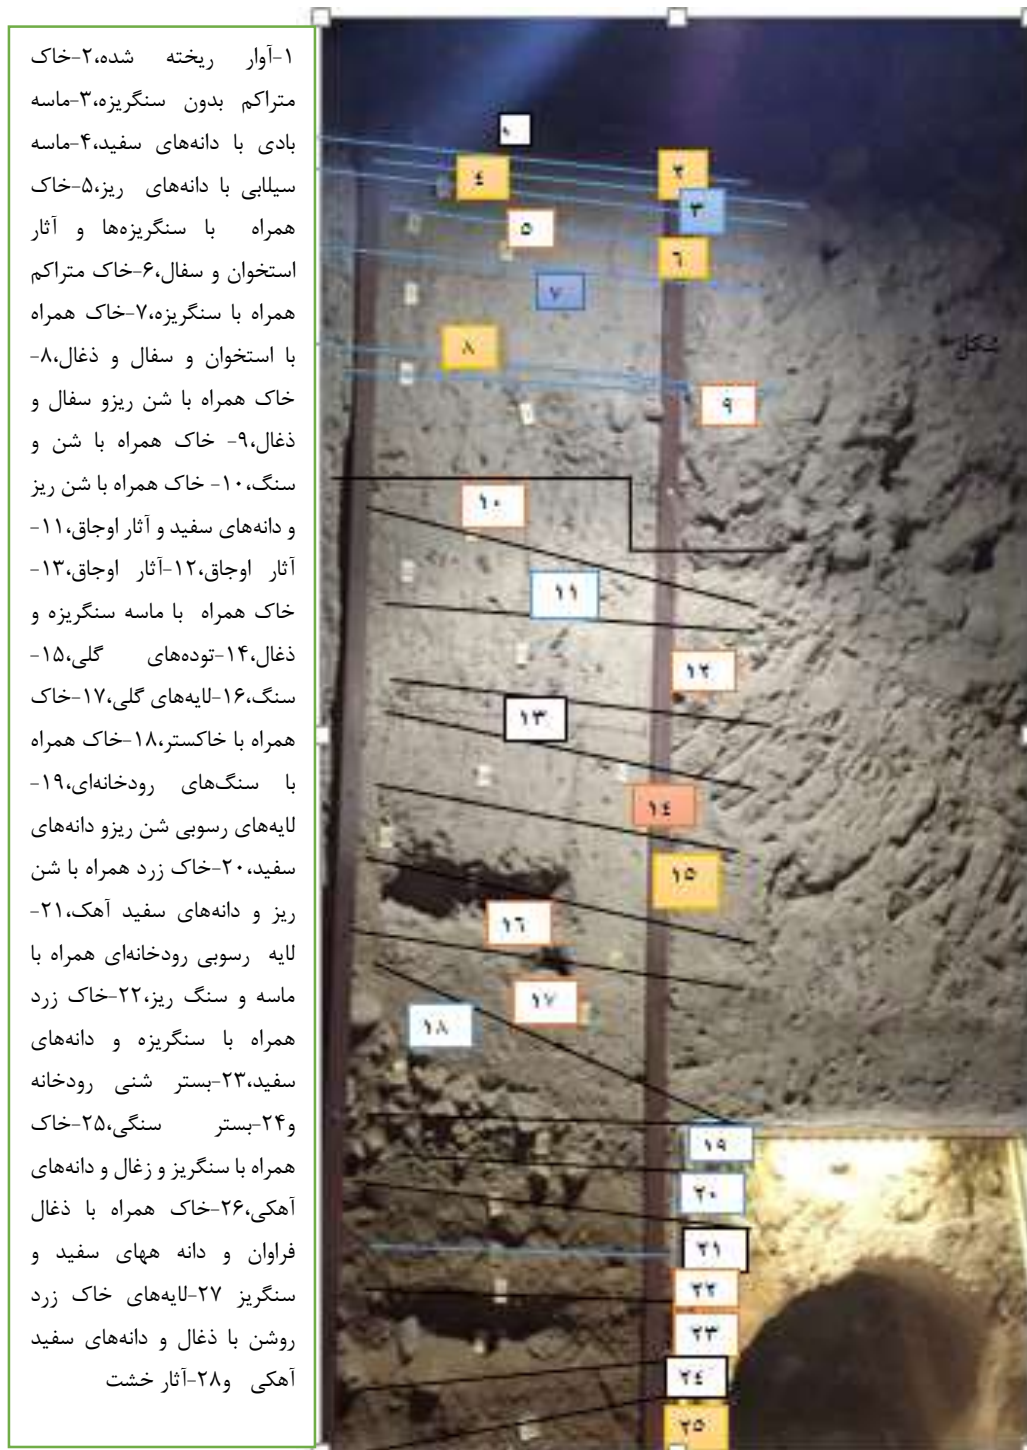 ۱-آوار ریخته شده،۲-خاک
متراکم بدون سنگریزه،۳-ماسه
بادی با دانه‌های سفید،۴-ماسه
سیلابی با دانه‌های ریز،۵-خاک
همراه با سنگریزه‌ها و آثار
استخوان و سفال،۶-خاک متراکم
همراه با سنگریزه،۷-خاک همراه
با استخوان و سفال و ذغال،۸-
خاک همراه با شن ریزو سفال و
ذغال،۹- خاک همراه با شن و
سنگ،۱۰- خاک همراه با شن ریز
و دانه‌های سفید و آثار اوجاق،۱۱-
آثار اوجاق،۱۲-آثار اوجاق،۱۳-
خاک همراه با ماسه سنگریزه و
ذغال،۱۴-توده‌های گلی،۱۵-
سنگ،۱۶-لایه‌های گلی،۱۷-خاک
همراه با خاکستر،۱۸-خاک همراه
با سنگ‌های رودخانه‌ای،۱۹-
لایه‌های رسوبی شن ریزو دانه‌های
سفید،۲۰-خاک زرد همراه با شن
ریز و دانه‌های سفید آهک،۲۱-
لایه رسوبی رودخانه‌ای همراه با
ماسه و سنگ ریز،۲۲-خاک زرد
همراه با سنگریزه و دانه‌های
سفید،۲۳-بستر شنی رودخانه
و۲۴-بستر سنگی،۲۵-خاک
همراه با سنگریز و زغال و دانه‌های
آهکی،۲۶-خاک همراه با ذغال
فراوان و دانه ههای سفید و
سنگریز ۲۷-لایه‌های خاک زرد
روشن با ذغال و دانه‌های سفید
آهکی و۲۸-آثار خشت
۲
٤
۳
۵
٦
۷
۸
شکل
۹
۱۰
۱۱
۱۲
۱۳
۱٤
۱۵
۱٦
۱۷
۱۸
۱۹
۲۰
۲۱
۲۲
۲۳
۲٤
۲۵